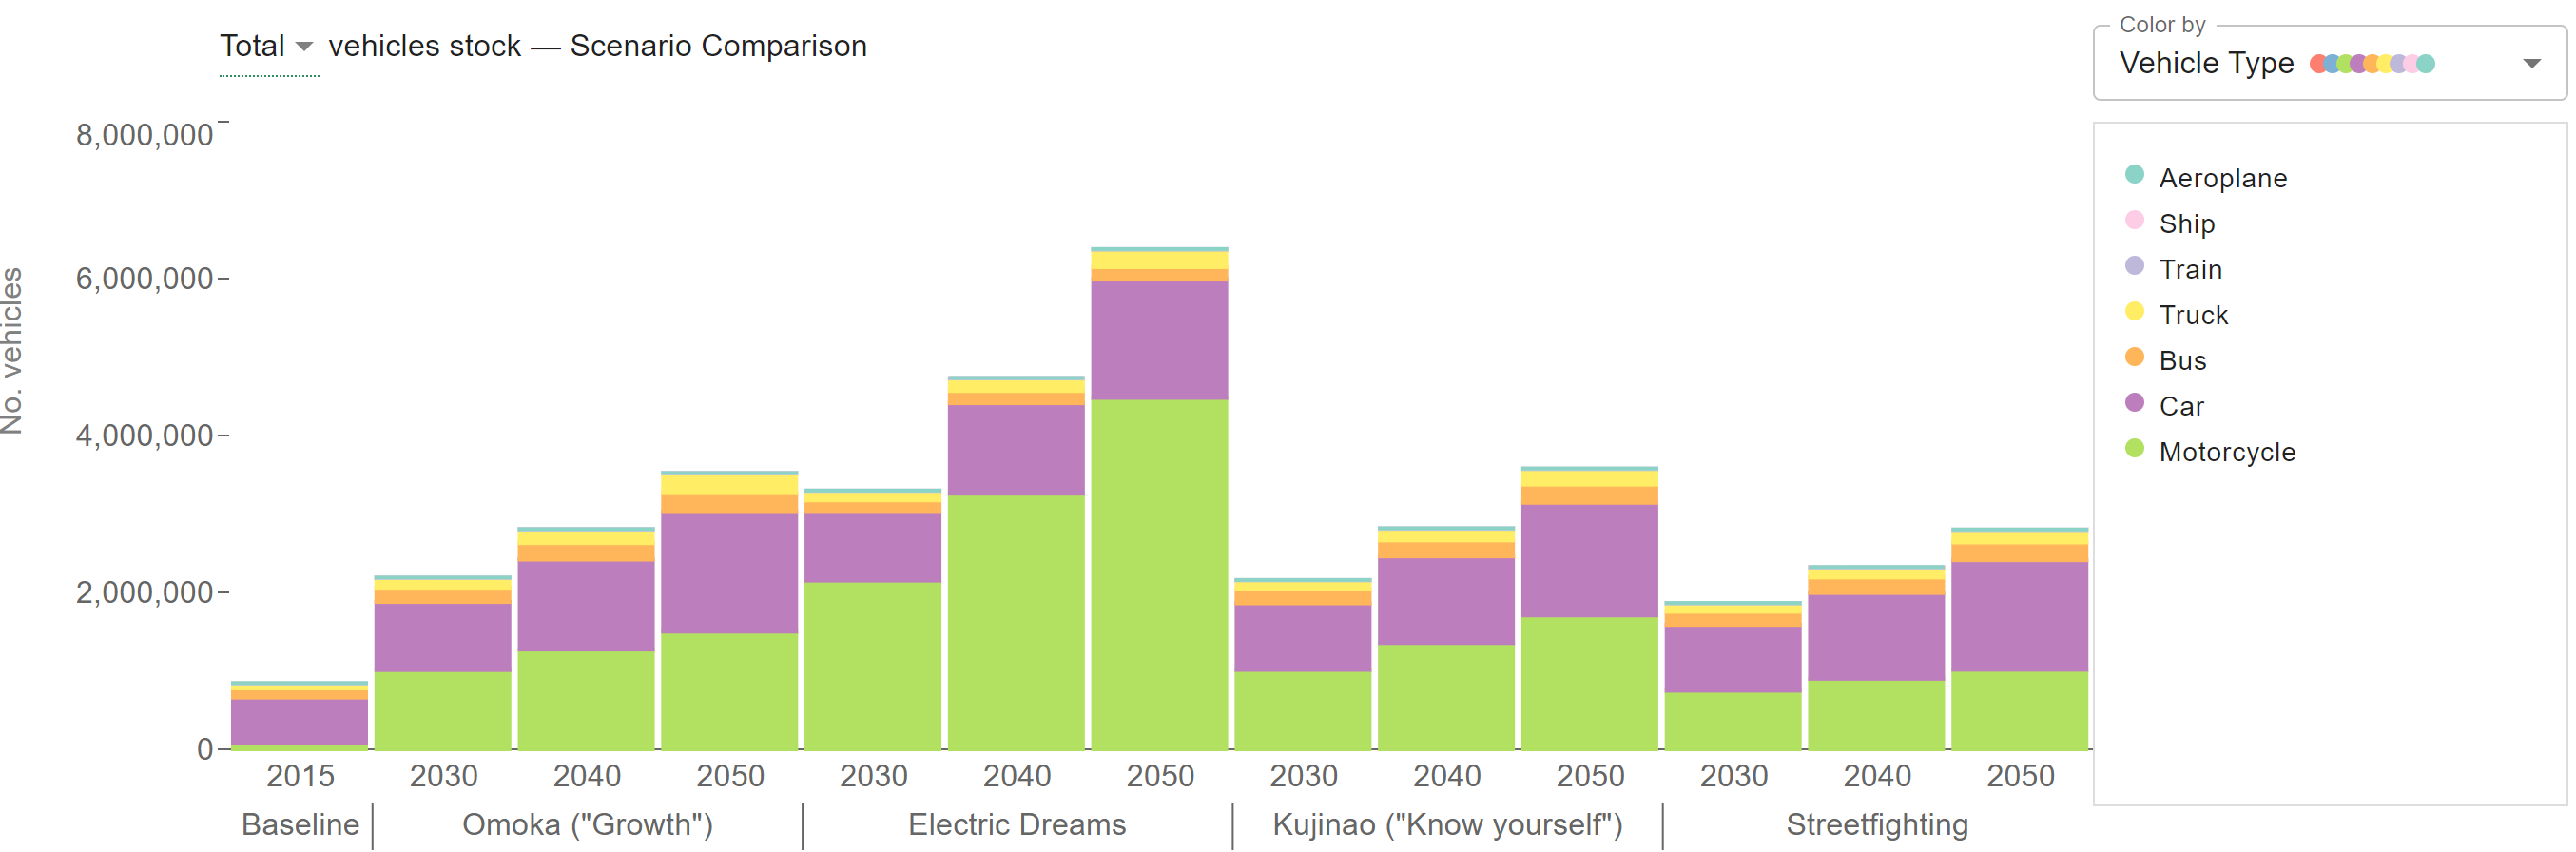 Total vehicles stock — Scenario Comparison
Color by
Vehicle Type
No. vehicles
8,000,000
6,000,000
4,000,000
2,000,000
0
2015 2030 2040 2050 2030 2040 2050 2030 2040 2050 2030 2040 2050
Baseline Omoka ("Growth") Electric Dreams Kujinao ("Know yourself") Streetfighting
Aeroplane
Ship
Train
Truck
Bus
Car
Motorcycle